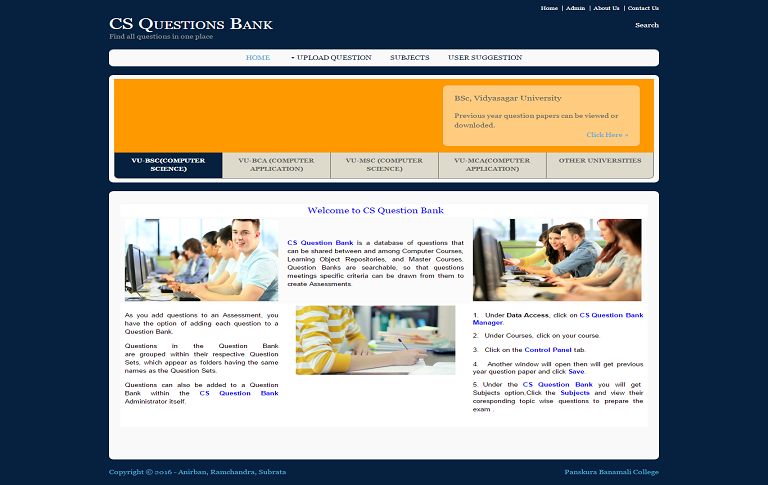 Home | Admin | About Us | Contact Us
CS Questions Bank
Search
Find all questions in one place
HOME UPLOAD QUESTION SUBJECTS USER SUGGESTION
BSc, Vidyasagar University
Previous year question papers can be viewed or
downloded.
Click Here »
VU-BSC(COMPUTER
SCIENCE)
VU-BCA (COMPUTER
APPLICATION)
VU-MSC (COMPUTER
SCIENCE)
VU-MCA(COMPUTER
APPLICATION)
OTHER UNIVERSITIES
Welcome to CS Question Bank
CS Question Bank is a database of questions that
can be shared between and among Computer Courses,
Learning Object Repositories, and Master Courses.
Question Banks are searchable, so that questions
meetings specific criteria can be drawn from them to
create Assessments.
As you add questions to an Assessment, you
have the option of adding each question to a
Question Bank.
Questions in the Question Bank
are grouped within their respective Question
Sets, which appear as folders having the same
names as the Question Sets.
Questions can also be added to a Question
Bank within the CS Question Bank
Administrator itself.
1. Under Data Access, click on CS Question Bank
Manager.
2. Under Courses, click on your course.
3. Click on the Control Panel tab.
4. Another window will open then will get previous
year question paper and click Save.
5. Under the CS Question Bank you will get
Subjects option,Click the Subjects and view their
coresponding topic wise questions to prepare the
exam .
Copyright © 2016 - Anirban, Ramchandra, Subrata
Panskura Banamali College